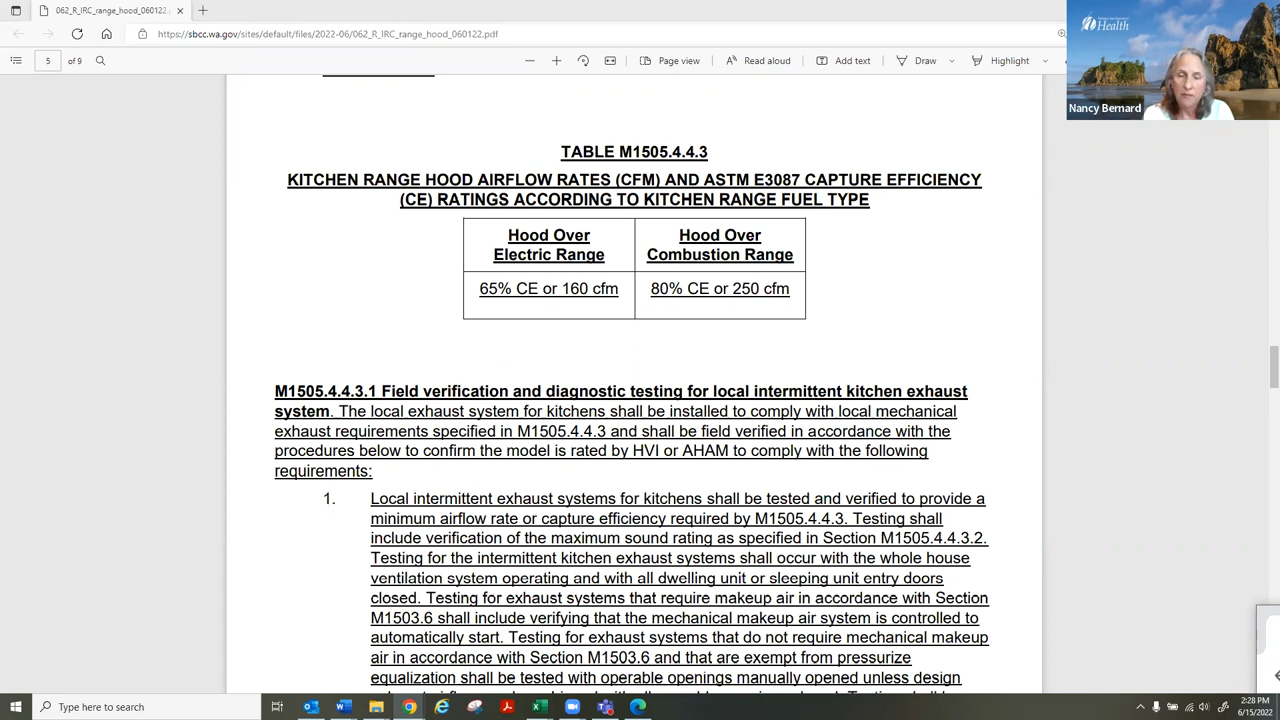 062_R_IRC_range_hood_060122.
https://sbcc.wa.gov/sites/default/files/2022-06/062_R_IRC_range_hood_060122.pdf
5 of 9
Page view
Read aloud
Add text
Draw
Highlight
Health
Nancy Bernard
TABLE M1505.4.4.3
KITCHEN RANGE HOOD AIRFLOW RATES (CFM) AND ASTM E3087 CAPTURE EFFICIENCY
(CE) RATINGS ACCORDING TO KITCHEN RANGE FUEL TYPE
Hood Over
Electric Range
Hood Over
Combustion Range
65% CE or 160 cfm
80% CE or 250 cfm
M1505.4.4.3.1 Field verification and diagnostic testing for local intermittent kitchen exhaust
system. The local exhaust system for kitchens shall be installed to comply with local mechanical
exhaust requirements specified in M1505.4.4.3 and shall be field verified in accordance with the
procedures below to confirm the model is rated by HVI or AHAM to comply with the following
requirements:
1. Local intermittent exhaust systems for kitchens shall be tested and verified to provide a
minimum airflow rate or capture efficiency required by M1505.4.4.3. Testing shall
include verification of the maximum sound rating as specified in Section M1505.4.4.3.2.
Testing for the intermittent kitchen exhaust systems shall occur with the whole house
ventilation system operating and with all dwelling unit or sleeping unit entry doors
closed. Testing for exhaust systems that require makeup air in accordance with Section
M1503.6 shall include verifying that the mechanical makeup air system is controlled to
automatically start. Testing for exhaust systems that do not require mechanical makeup
air in accordance with Section M1503.6 and that are exempt from pressurize
equalization shall be tested with operable openings manually opened unless design
Type here to search
2:28 PM
6/15/2022